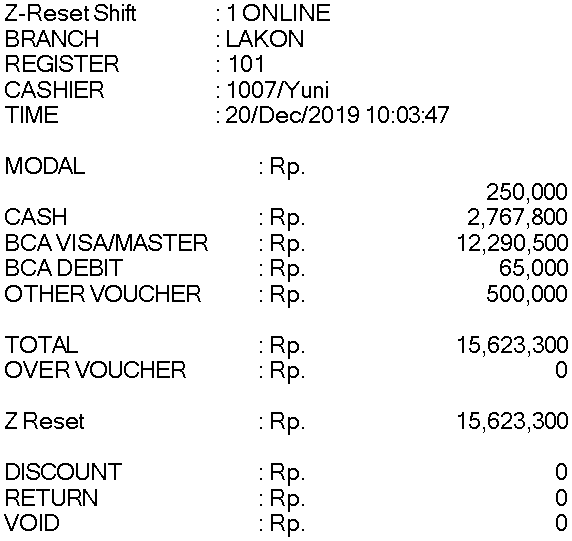 Z-Reset Shift : 1 ONLINE
BRANCH : LAKON
REGISTER : 101
CASHIER : 1007/Yuni
TIME : 20/Dec/2019 10:03:47
MODAL : Rp.
250,000
CASH : Rp. 2,767,800
BCA VISA/MASTER : Rp. 12,290,500
BCA DEBIT : Rp. 65,000
OTHER VOUCHER : Rp. 500,000
TOTAL : Rp. 15,623,300
OVER VOUCHER : Rp. 0
Z Reset : Rp. 15,623,300
DISCOUNT : Rp. 0
RETURN : Rp. 0
VOID : Rp. 0